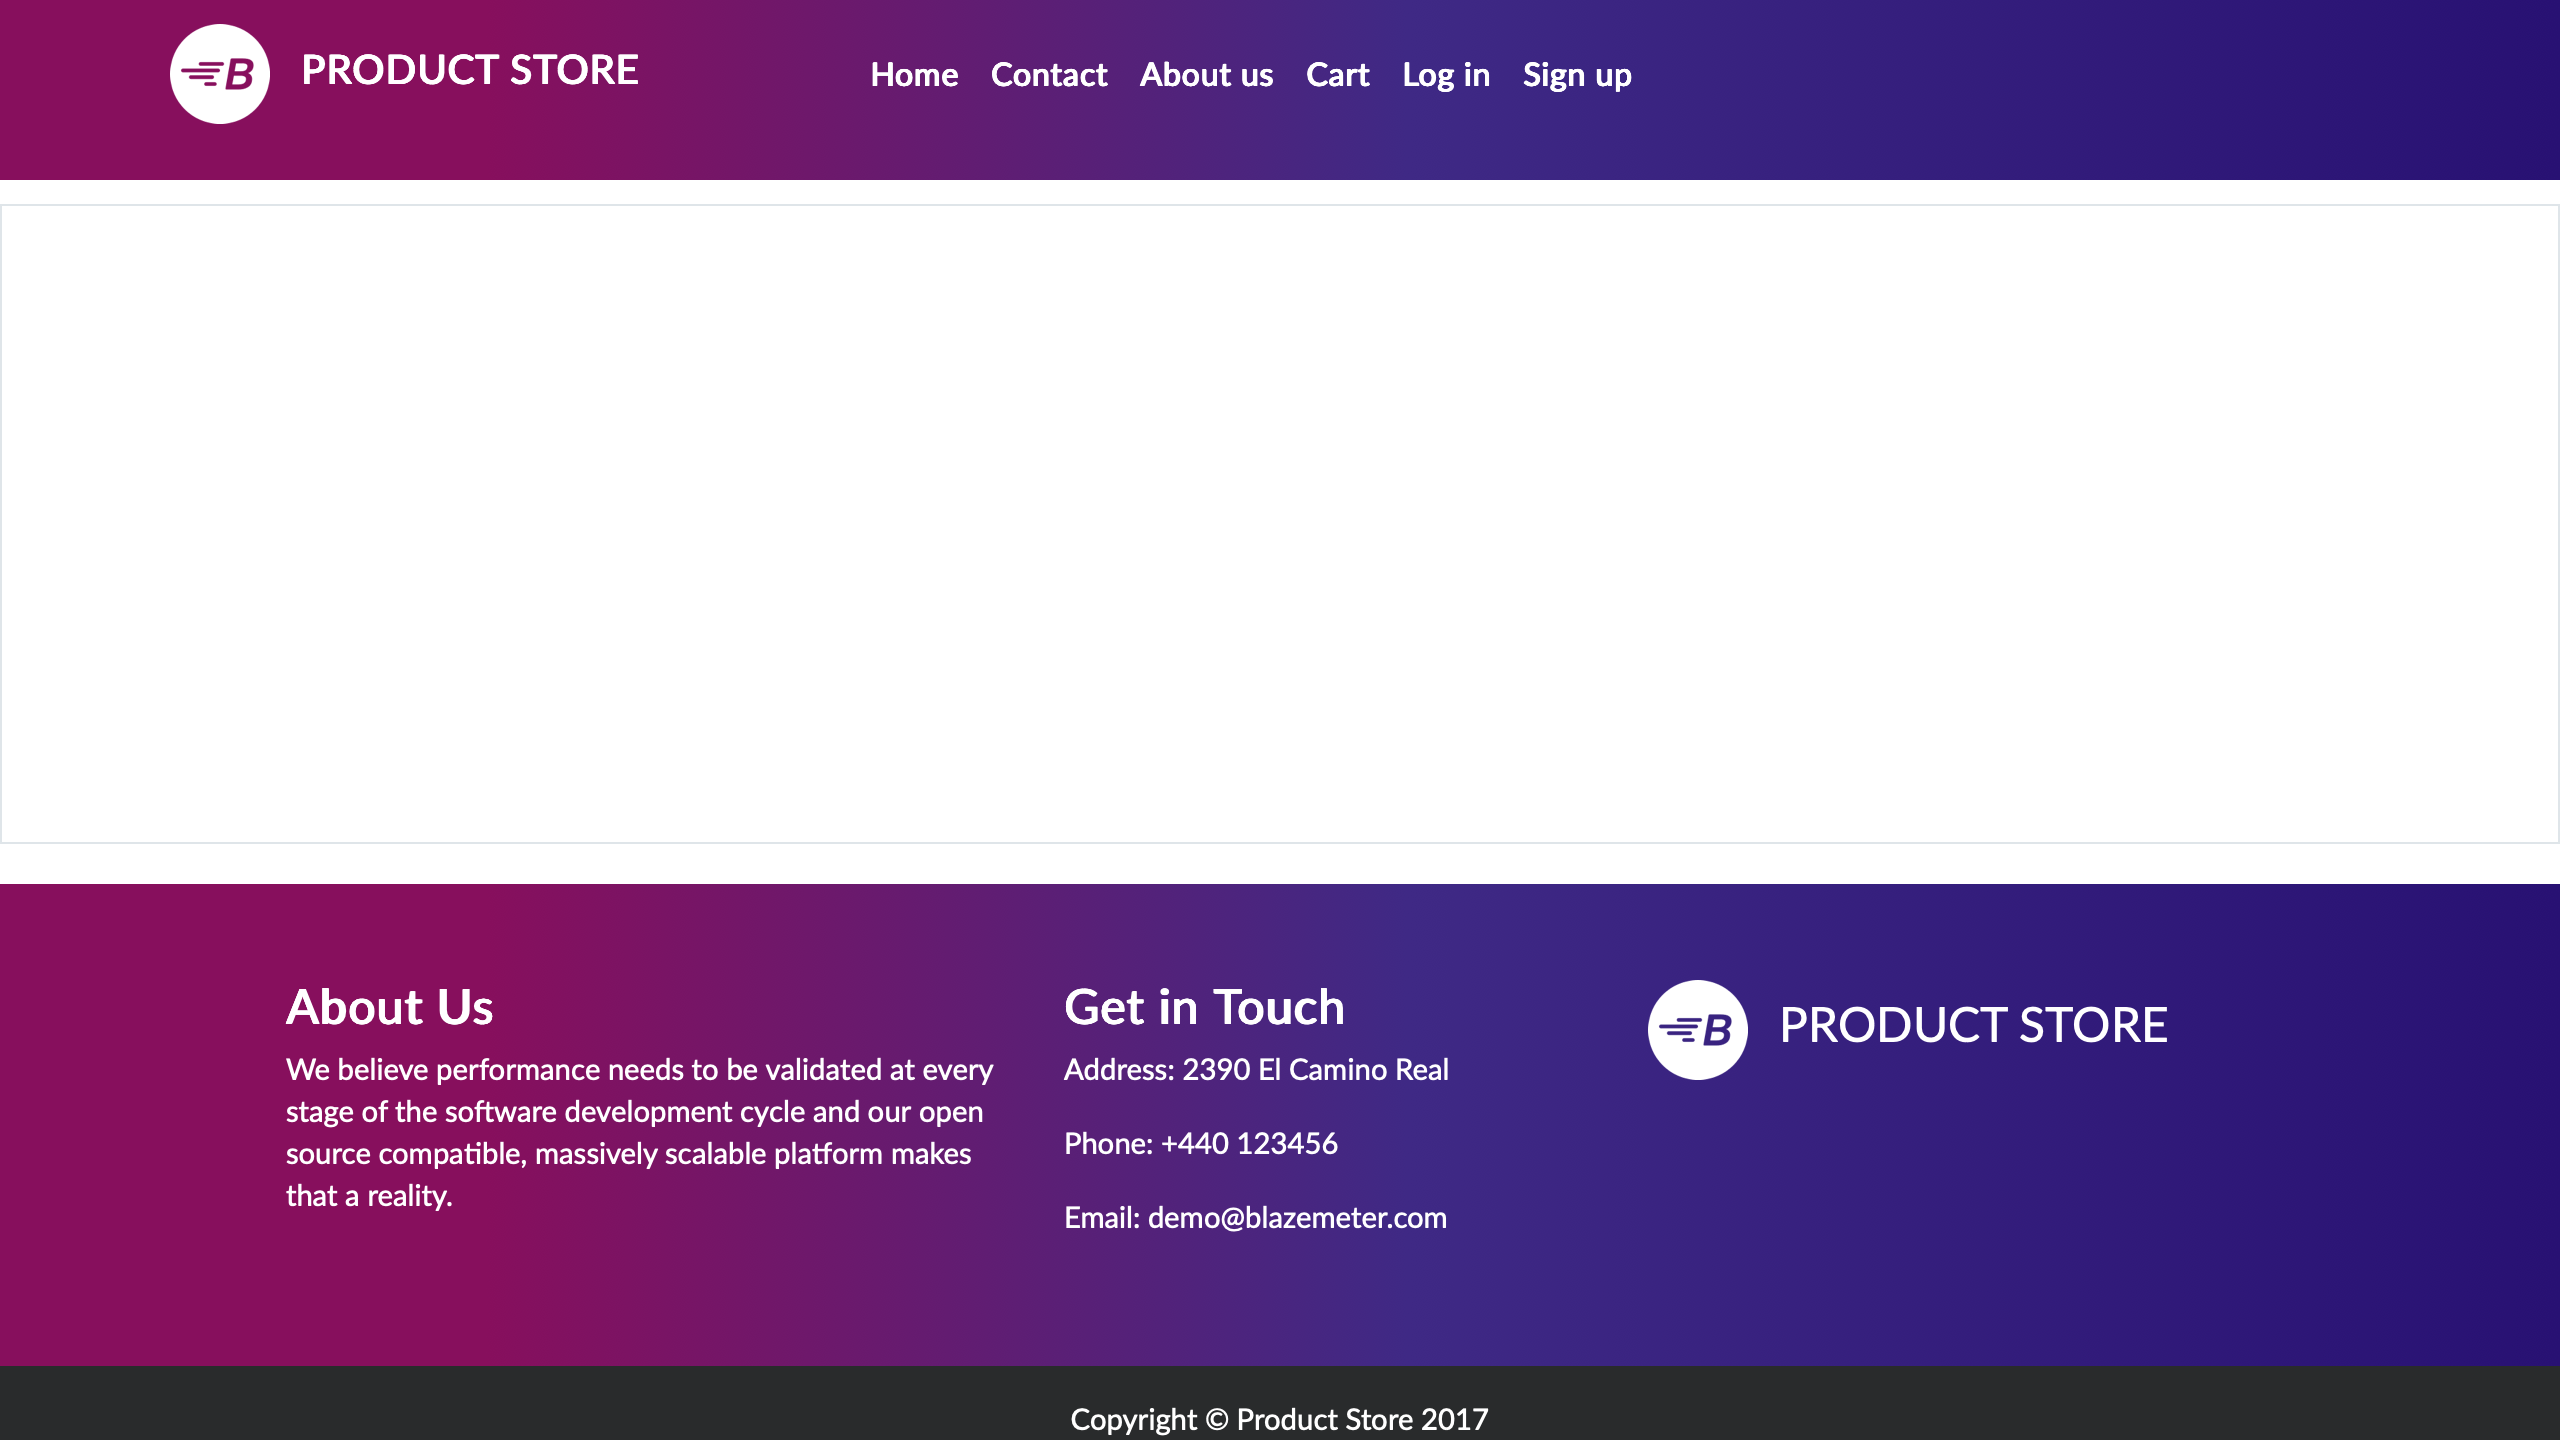 B PRODUCT STORE
Home Contact About us Cart Log in Sign up
About Us
We believe performance needs to be validated at every
stage of the software development cycle and our open
source compatible, massively scalable platform makes
that a reality.
Get in Touch
Address: 2390 El Camino Real
Phone: +440 123456
Email: demo@blazemeter.com
B PRODUCT STORE
Copyright © Product Store 2017